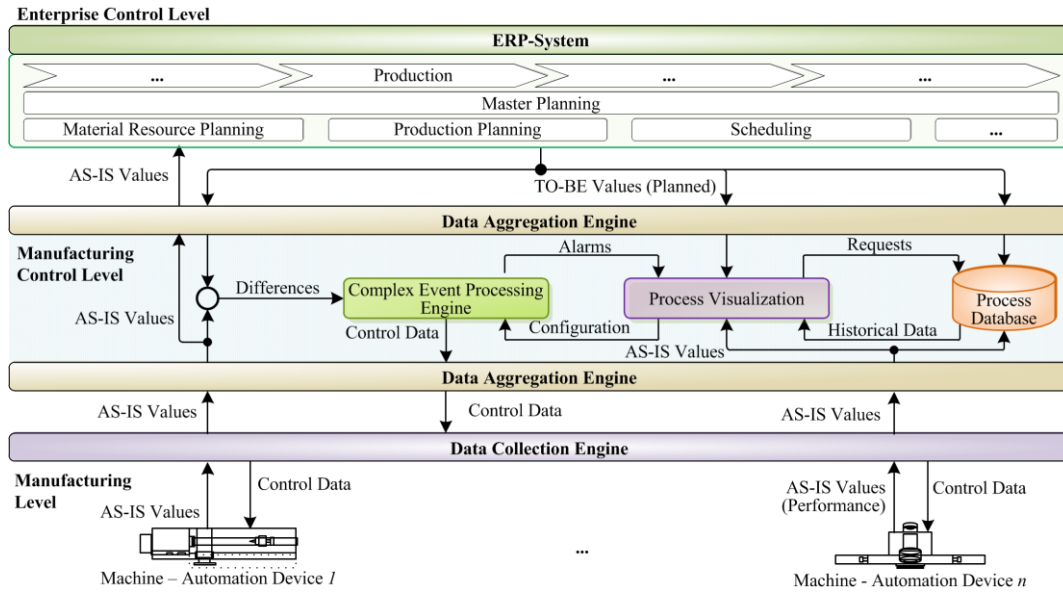 Enterprise Control Level
ERP-System
...
Production
...
...
Master Planning
Material Resource Planning
Production Planning
Scheduling
...
AS-IS Values
TO-BE Values (Planned)
Data Aggregation Engine
Manufacturing
Control Level
Alarms
Requests
AS-IS Values
Differences
Complex Event Processing
Engine
Process Visualization
Process
Database
Control Data
Configuration
AS-IS Values
Historical Data
Data Aggregation Engine
AS-IS Values
Control Data
AS-IS Values
Data Collection Engine
Manufacturing
Level
AS-IS Values
Control Data
AS-IS Values
(Performance)
Control Data
...
Machine – Automation Device 1
Machine - Automation Device n